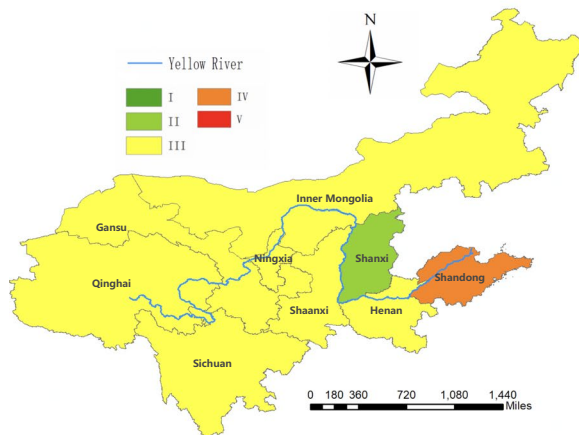 N
Yellow River
I IV
II V
III
Inner Mongolia
Gansu
Ningxia
Shanxi
Qinghai
Shandong
Shaanxi
Henan
Sichuan
0 180 360 720 1,080 1,440
Miles